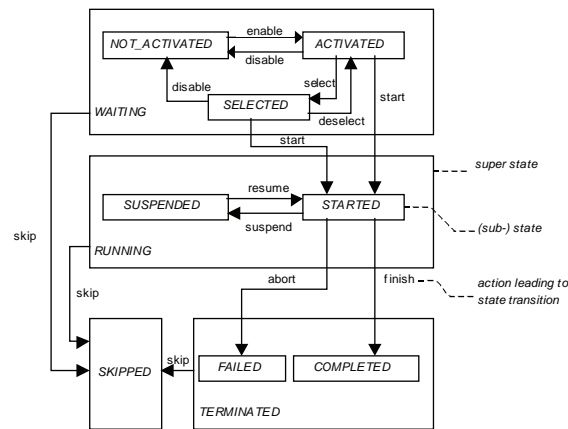 enable
NOT_ACTIVATED
ACTIVATED
disable
select
disable
SELECTED
start
WAITING
deselect
start
super state
resume
SUSPENDED
STARTED
suspend
(sub-) state
skip
RUNNING
abort
finish
action leading to
state transition
skip
skip
FAILED
COMPLETED
SKIPPED
TERMINATED